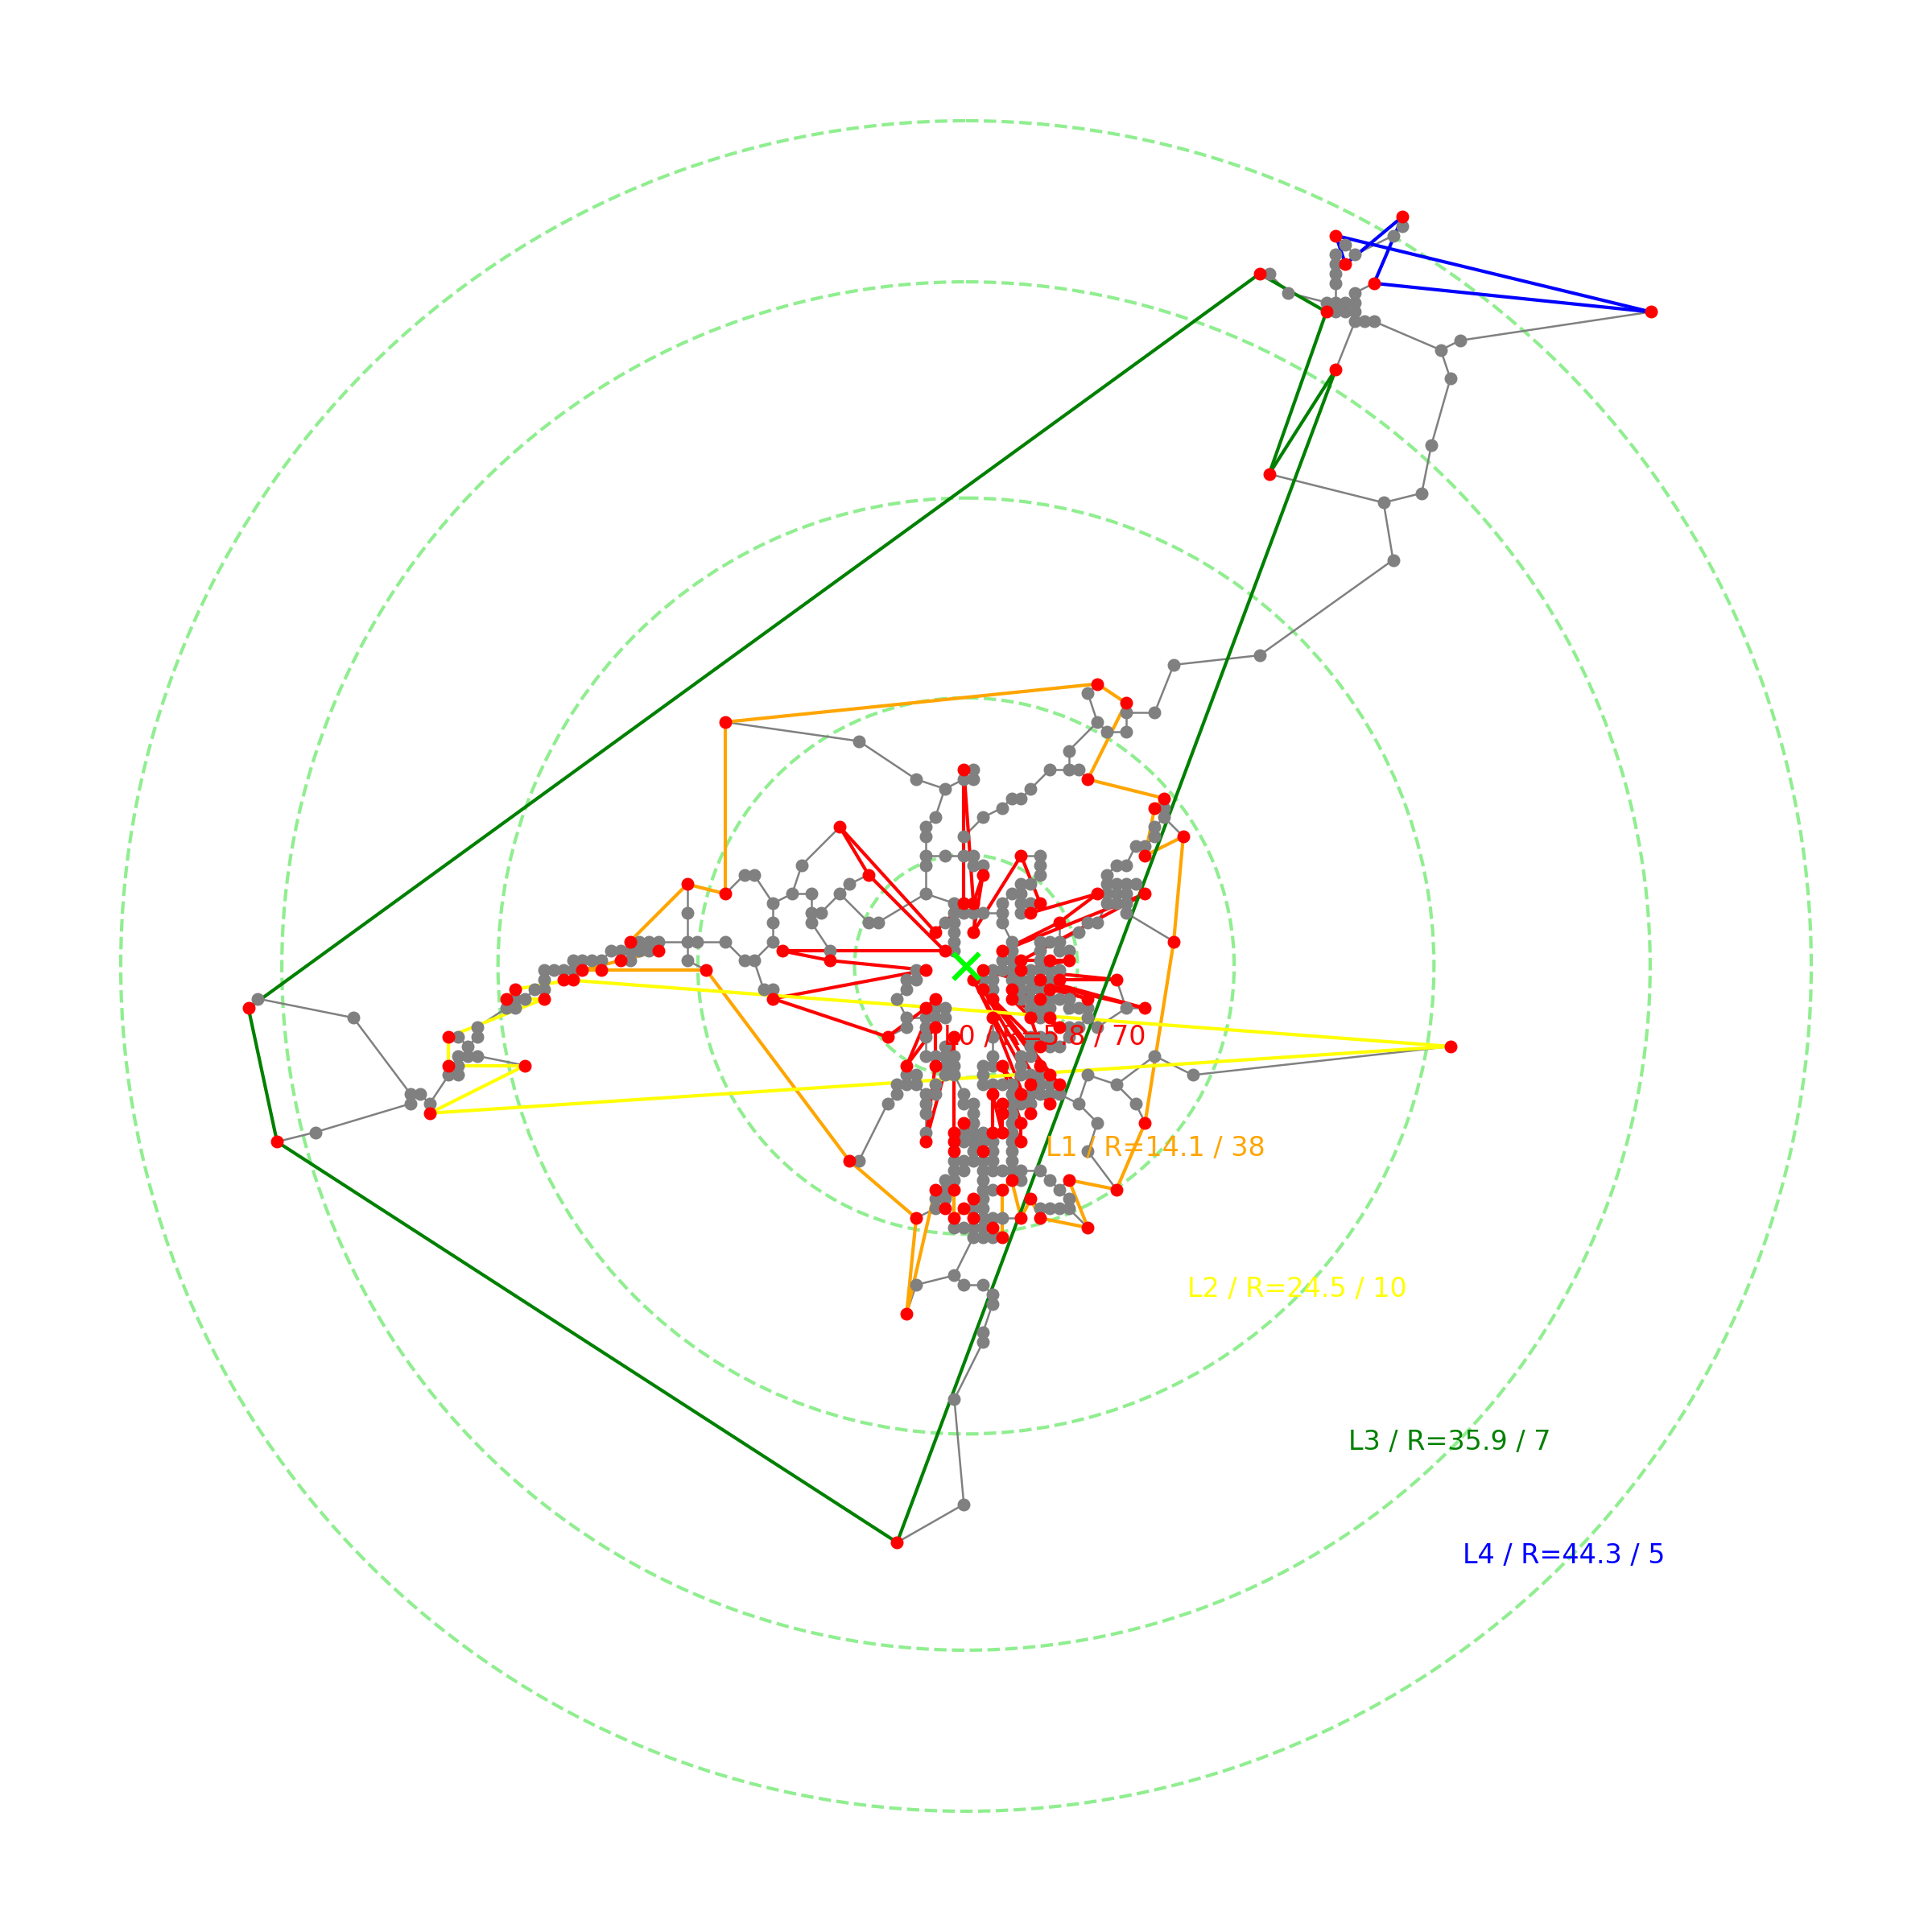 L0 / R=5.8 / 70
L1 / R=14.1 / 38
L2 / R=24.5 / 10
L3 / R=35.9 / 7
L4 / R=44.3 / 5